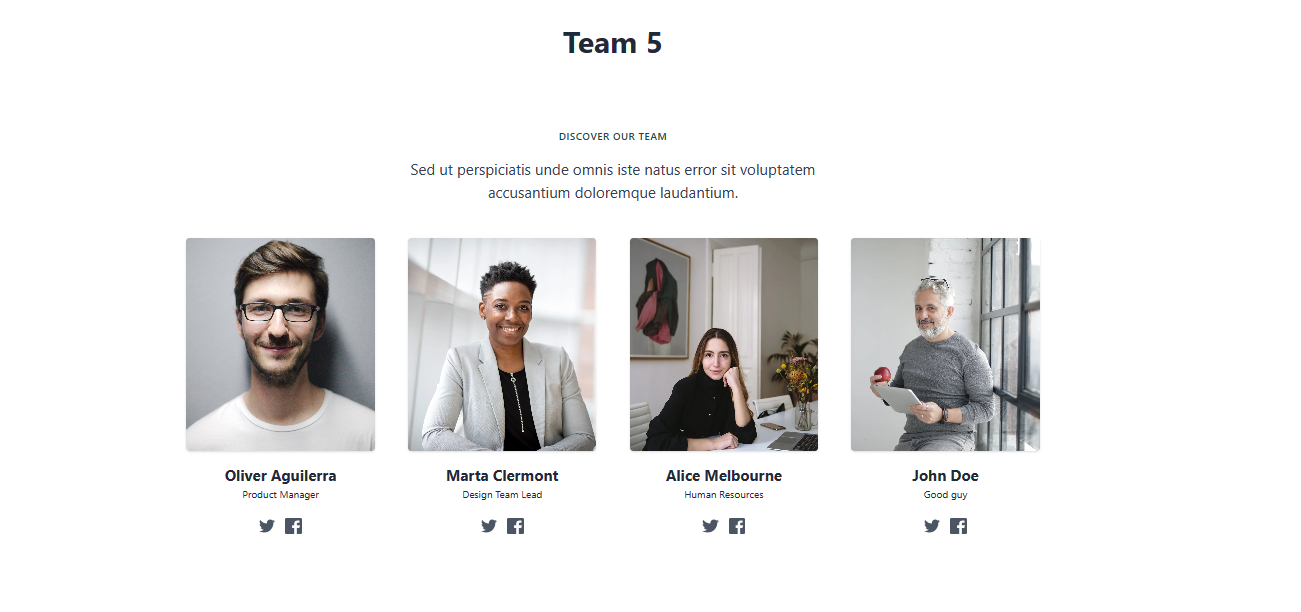 Team 5
DISCOVER OUR TEAM
Sed ut perspiciatis unde omnis iste natus error sit voluptatem
accusantium doloremque laudantium.
Oliver Aguilerra
Product Manager
Marta Clermont
Design Team Lead
Alice Melbourne
Human Resources
John Doe
Good guy